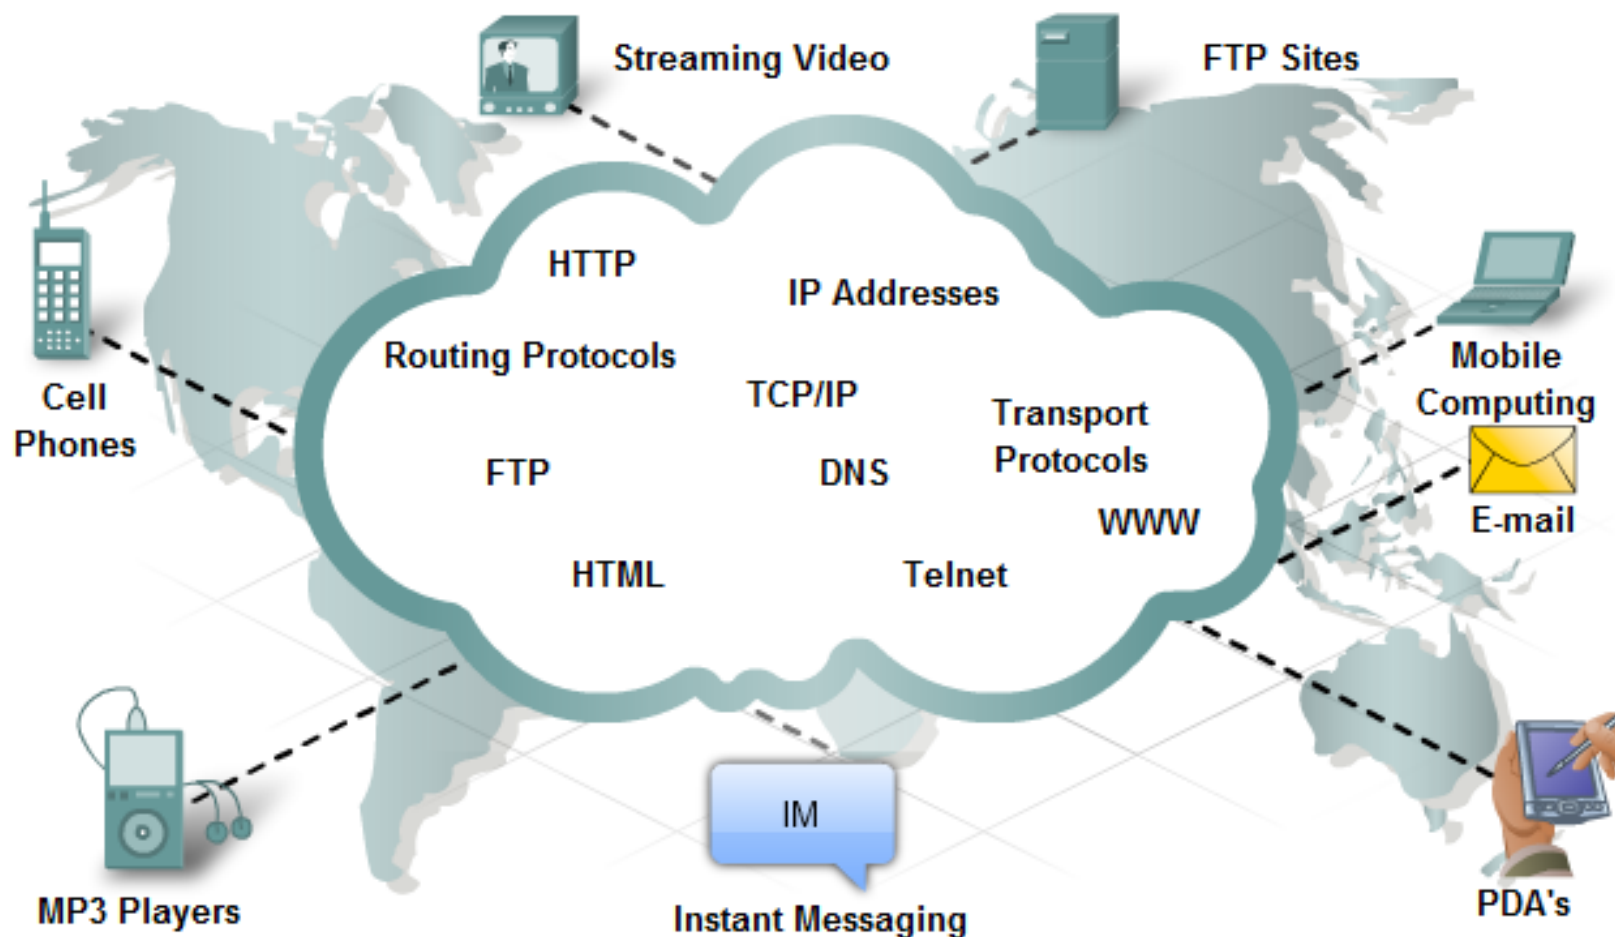 Streaming Video
FTP Sites
HTTP
IP Addresses
Routing Protocols
TCP/IP
Transport
Protocols
FTP
DNS
WWW
HTML
Telnet
Cell
Phones
Mobile
Computing
E-mail
MP3 Players
IM
Instant Messaging
PDA's